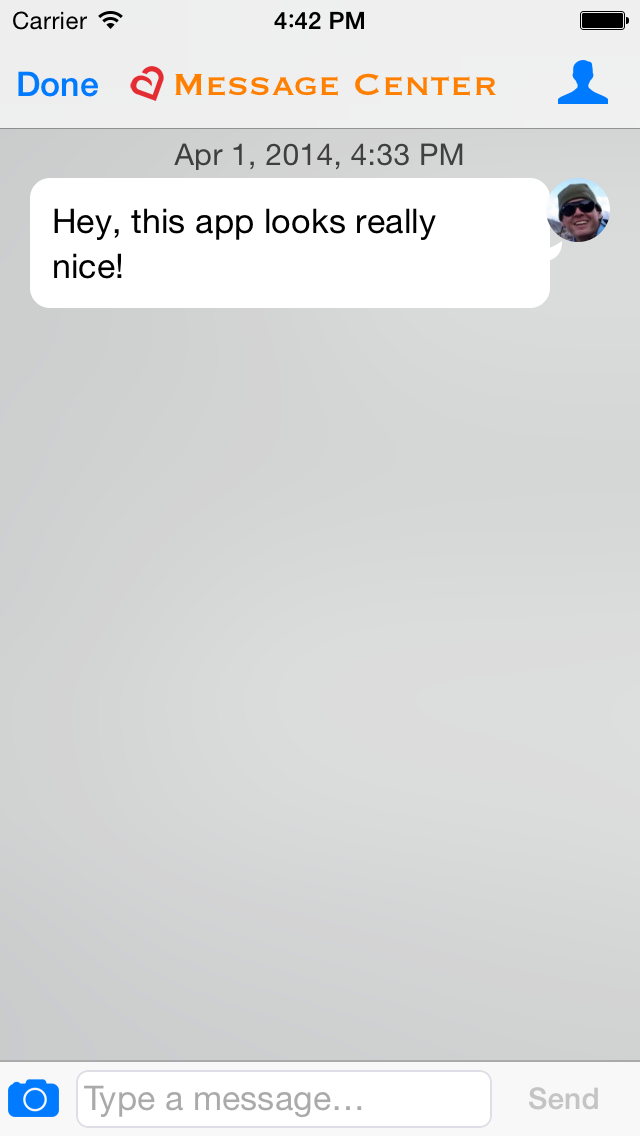 Carrier 4:42 PM
Done Message Center
Apr 1, 2014, 4:33 PM
Hey, this app looks really
nice!
Type a message… Send